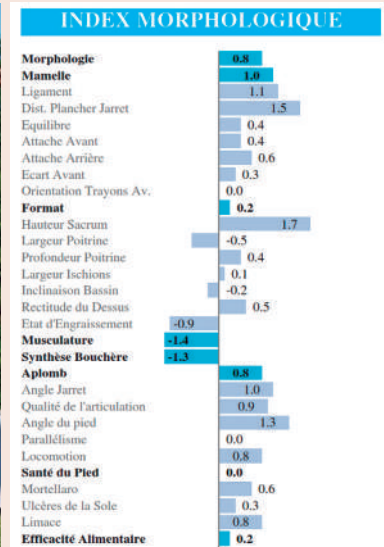 INDEX MORPHOLOGIQUE
Morphologie 0.8
Mamelle 1.0
Ligament 1.1
Dist. Plancher Jarret 1.5
Equilibre 0.4
Attache Avant 0.4
Attache Arrière 0.6
Ecart Avant 0.3
Orientation Trayons Av. 0.0
Format 0.2
Hauteur Sacrum 1.7
Largeur Poitrine -0.5
Profondeur Poitrine 0.4
Largeur Ischions 0.1
Inclinaison Bassin -0.2
Rectitude du Dessus 0.5
Etat d'Engraissement -0.9
Musculature -1.4
Synthèse Bouchère -1.3
Aplomb 0.8
Angle Jarret 1.0
Qualité de l'articulation 0.9
Angle du pied 1.3
Parallélisme 0.0
Locomotion 0.8
Santé du Pied 0.0
Mortellaro 0.6
Ulcères de la Sole 0.3
Limace 0.8
Efficacité Alimentaire 0.2